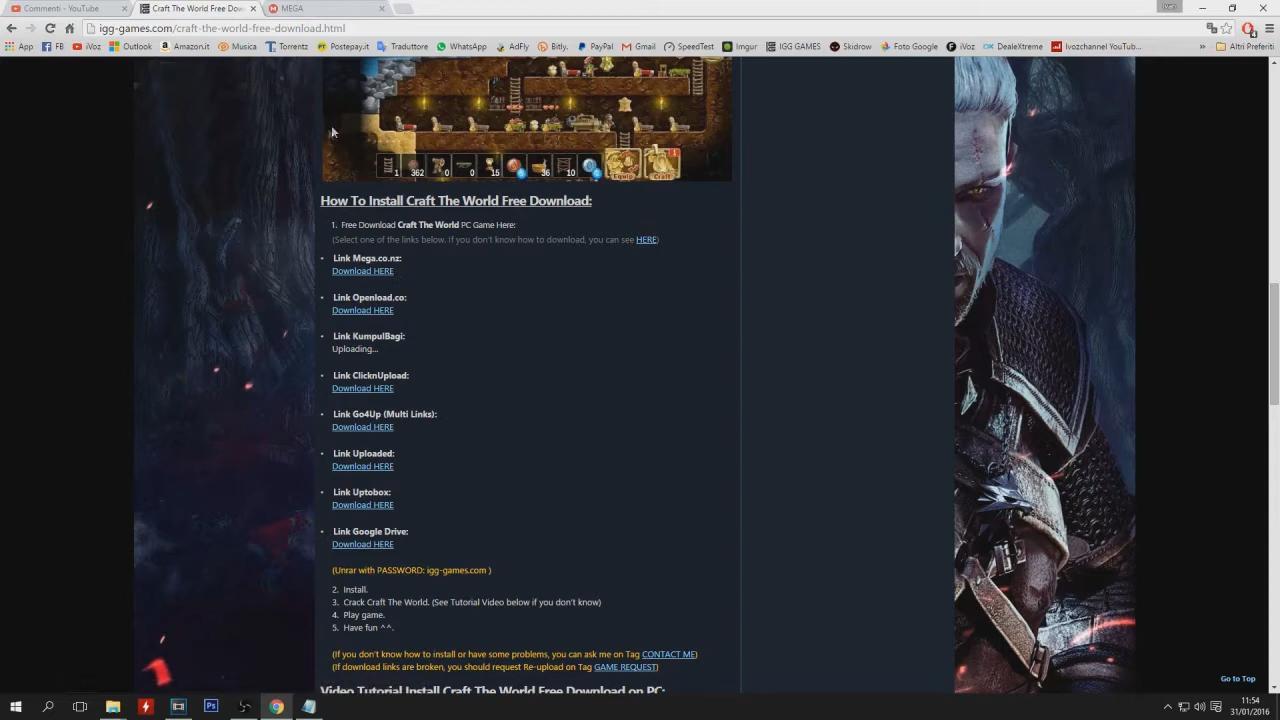 Commenti - YouTube
Craft The World Free Dow
MEGA
igg-games.com/craft-the-world-free-download.html
App FB iVoz Outlook Amazon.it Musica Torrentz Postepay.it Traduttore WhatsApp AdFly Bitly. PayPal Gmail SpeedTest Imgur IGG GAMES Skidrow Foto Google iVoz DealeXtreme Ivozchannel YouTub... » Altri Preferiti
1 362 0 0 15 36 10
Equip Craft
How To Install Craft The World Free Download:
1. Free Download Craft The World PC Game Here:
(Select one of the links below. If you don't know how to download, you can see HERE)
• Link Mega.co.nz:
Download HERE
• Link Openload.co:
Download HERE
• Link KumpulBagi:
Uploading...
• Link ClicknUpload:
Download HERE
• Link Go4Up (Multi Links):
Download HERE
• Link Uploaded:
Download HERE
• Link Uptobox:
Download HERE
• Link Google Drive:
Download HERE
(Unrar with PASSWORD: igg-games.com )
2. Install.
3. Crack Craft The World. (See Tutorial Video below if you don't know)
4. Play game.
5. Have fun ^^.
(If you don't know how to install or have some problems, you can ask me on Tag CONTACT ME)
(If download links are broken, you should request Re-upload on Tag GAME REQUEST)
Go to Top
Video Tutorial Install Craft The World Free Download on PC:
Ps
11:54
31/01/2016